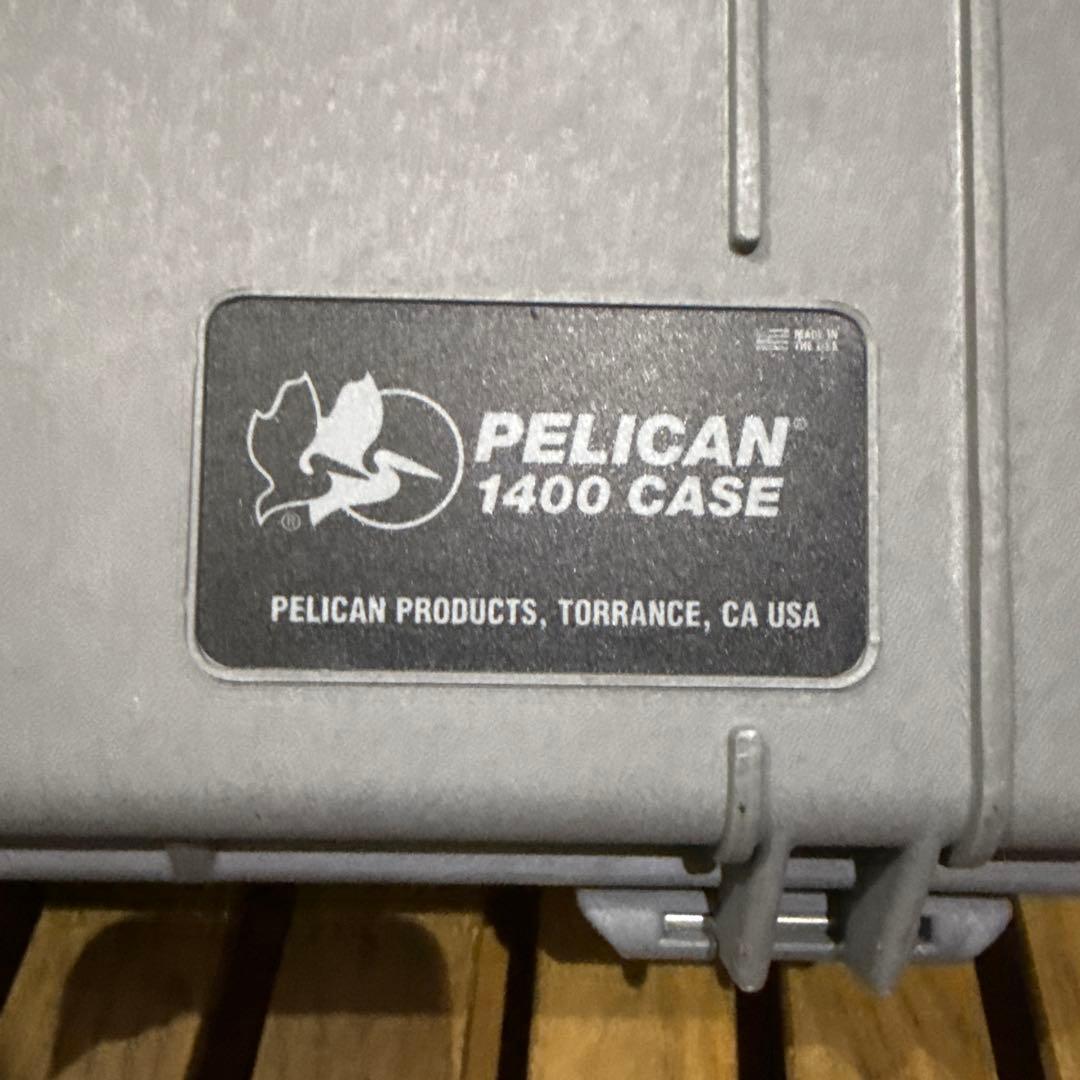 MADE IN
THE USA
PELICAN®
1400 CASE
®
PELICAN PRODUCTS, TORRANCE, CA USA